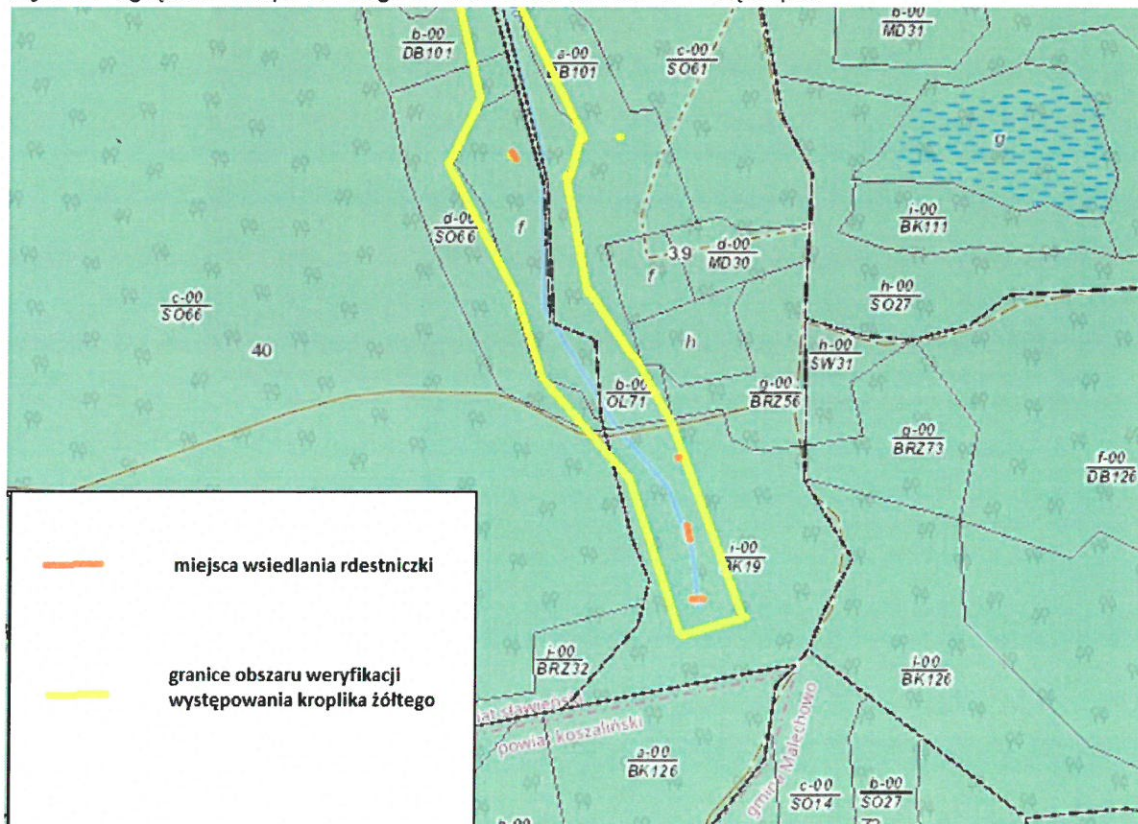 b-00
DB101
a-00
DB101
c-00
SO61
b-00
MD31
g
i-00
BK111
d-00
SO66
f
3.9
d-00
MD30
f
c-00
SO66
40
h-00
SO27
h
h-00
SW31
b-00
OL71
g-00
BRZ56
g-00
BRZ73
f-00
DB126
i-00
BK19
miejsca wsiedlania rdestniczki
granice obszaru weryfikacji
występowania kroplika żółtego
i-00
BRZ32
powiat koszaliński
gmina Malechowo
i-00
BK126
a-00
BK126
c-00
SO14
b-00
SO27